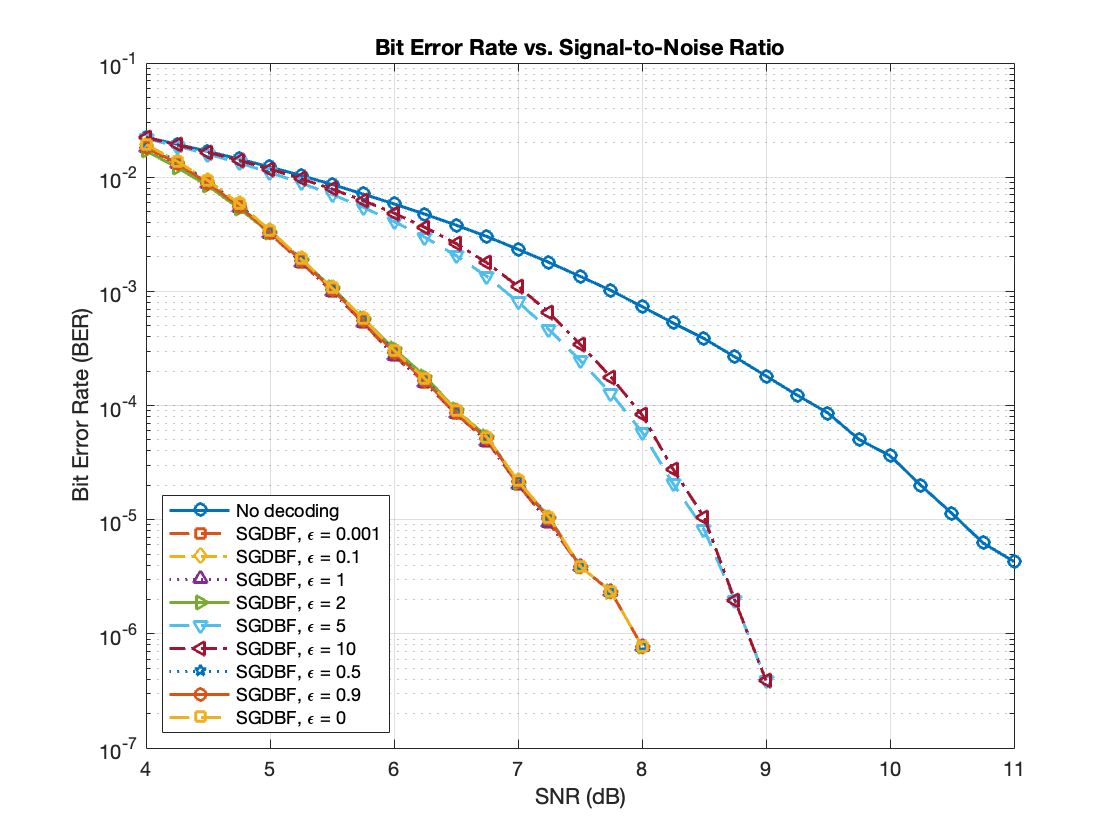 Bit Error Rate vs. Signal-to-Noise Ratio
10^-1
10^-2
10^-3
10^-4
10^-5
10^-6
10^-7
Bit Error Rate (BER)
No decoding
SGDBF, ϵ = 0.001
SGDBF, ϵ = 0.1
SGDBF, ϵ = 1
SGDBF, ϵ = 2
SGDBF, ϵ = 5
SGDBF, ϵ = 10
SGDBF, ϵ = 0.5
SGDBF, ϵ = 0.9
SGDBF, ϵ = 0
4 5 6 7 8 9 10 11
SNR (dB)